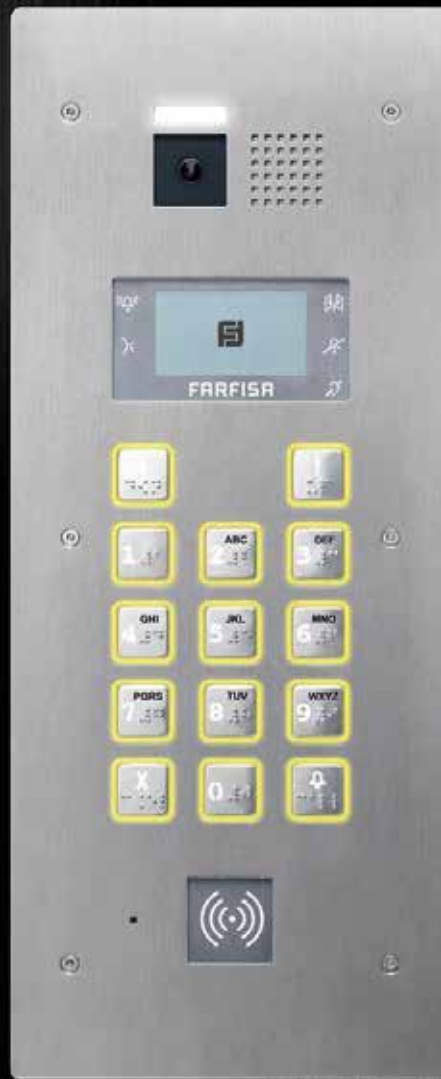 FARFISA
1 2 ABC 3 DEF
4 GHI 5 JKL 6 MNO
7 PQRS 8 TUV 9 WXYZ
X 0